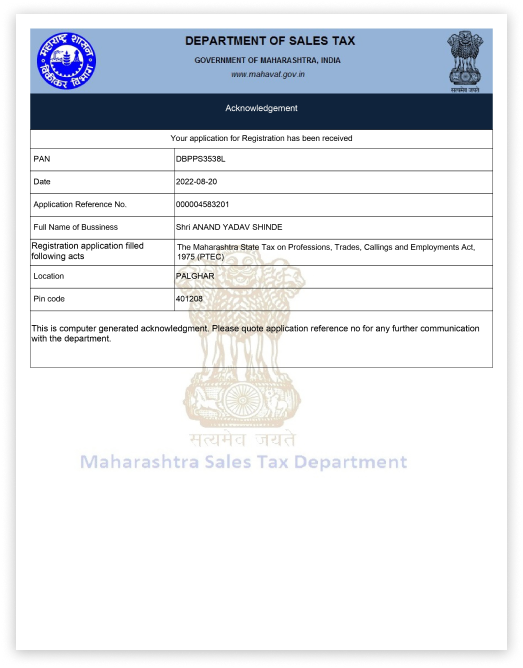 महाराष्ट्र शासन
विक्रीकर विभाग
DEPARTMENT OF SALES TAX
GOVERNMENT OF MAHARASHTRA, INDIA
www.mahavat.gov.in
सत्यमेव जयते
Acknowledgement
Your application for Registration has been received
PAN DBPPS3538L
Date 2022-08-20
Application Reference No. 000004583201
Full Name of Bussiness Shri ANAND YADAV SHINDE
Registration application filled The Maharashtra State Tax on Professions, Trades, Callings and Employments Act,
following acts 1975 (PTEC)
Location PALGHAR
Pin code 401208
This is computer generated acknowledgment. Please quote application reference no for any further communication
with the department.
सत्यमेव जयते
Maharashtra Sales Tax Department